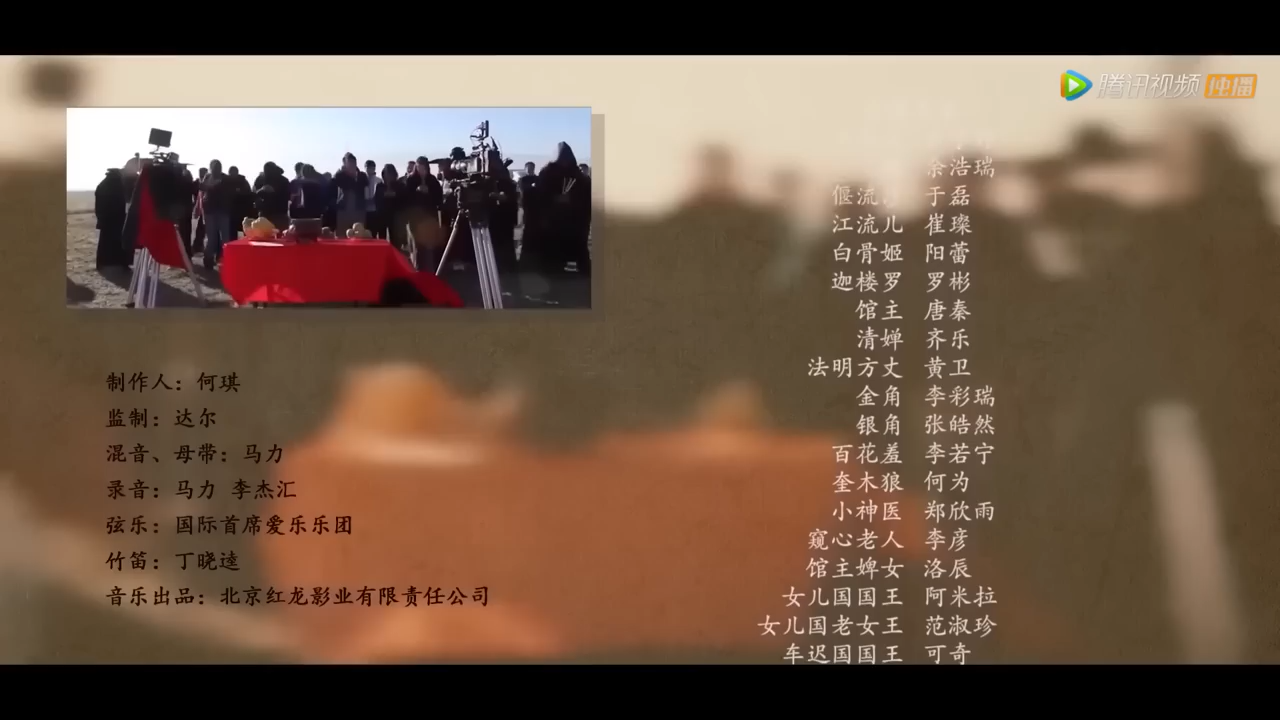 腾讯视频 独播
余浩瑞
偃流 于磊
江流儿 崔璨
白骨姬 阳蕾
迦楼罗 罗彬
馆主 唐秦
清婵 齐乐
法明方丈 黄卫
金角 李彩瑞
银角 张皓然
百花羞 李若宁
奎木狼 何为
小神医 郑欣雨
窥心老人 李彦
馆主婢女 洛辰
女儿国国王 阿米拉
女儿国老女王 范淑珍
车迟国国王 可奇
制作人：何琪
监制：达尔
混音、母带：马力
录音：马力 李杰汇
弦乐：国际首席爱乐乐团
竹笛：丁晓逵
音乐出品：北京红龙影业有限责任公司